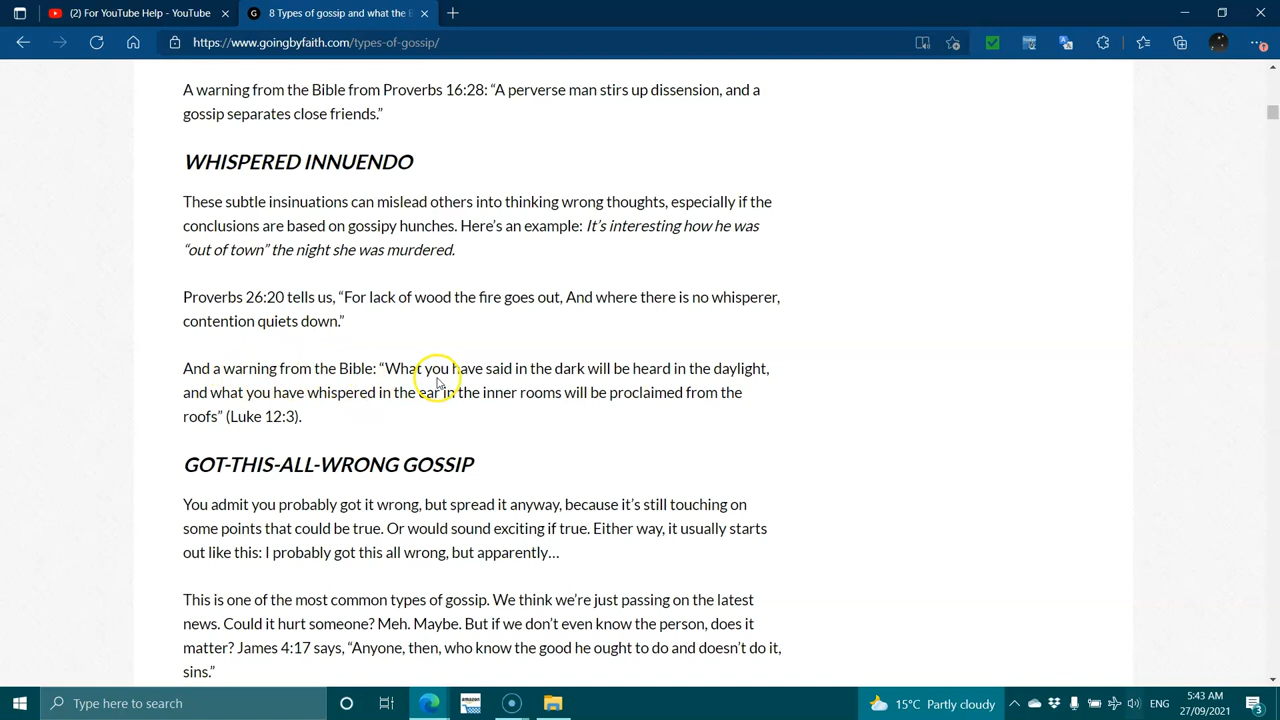 (2) For YouTube Help - YouTube
8 Types of gossip and what the B
https://www.goingbyfaith.com/types-of-gossip/
A warning from the Bible from Proverbs 16:28: “A perverse man stirs up dissension, and a
gossip separates close friends.”
WHISPERED INNUENDO
These subtle insinuations can mislead others into thinking wrong thoughts, especially if the
conclusions are based on gossipy hunches. Here’s an example: It’s interesting how he was
“out of town” the night she was murdered.
Proverbs 26:20 tells us, “For lack of wood the fire goes out, And where there is no whisperer,
contention quiets down.”
And a warning from the Bible: “What you have said in the dark will be heard in the daylight,
and what you have whispered in the ear in the inner rooms will be proclaimed from the
roofs” (Luke 12:3).
GOT-THIS-ALL-WRONG GOSSIP
You admit you probably got it wrong, but spread it anyway, because it’s still touching on
some points that could be true. Or would sound exciting if true. Either way, it usually starts
out like this: I probably got this all wrong, but apparently…
This is one of the most common types of gossip. We think we’re just passing on the latest
news. Could it hurt someone? Meh. Maybe. But if we don’t even know the person, does it
matter? James 4:17 says, “Anyone, then, who know the good he ought to do and doesn’t do it,
sins.”
Type here to search
amazon
15°C Partly cloudy
ENG
5:43 AM
27/09/2021
3